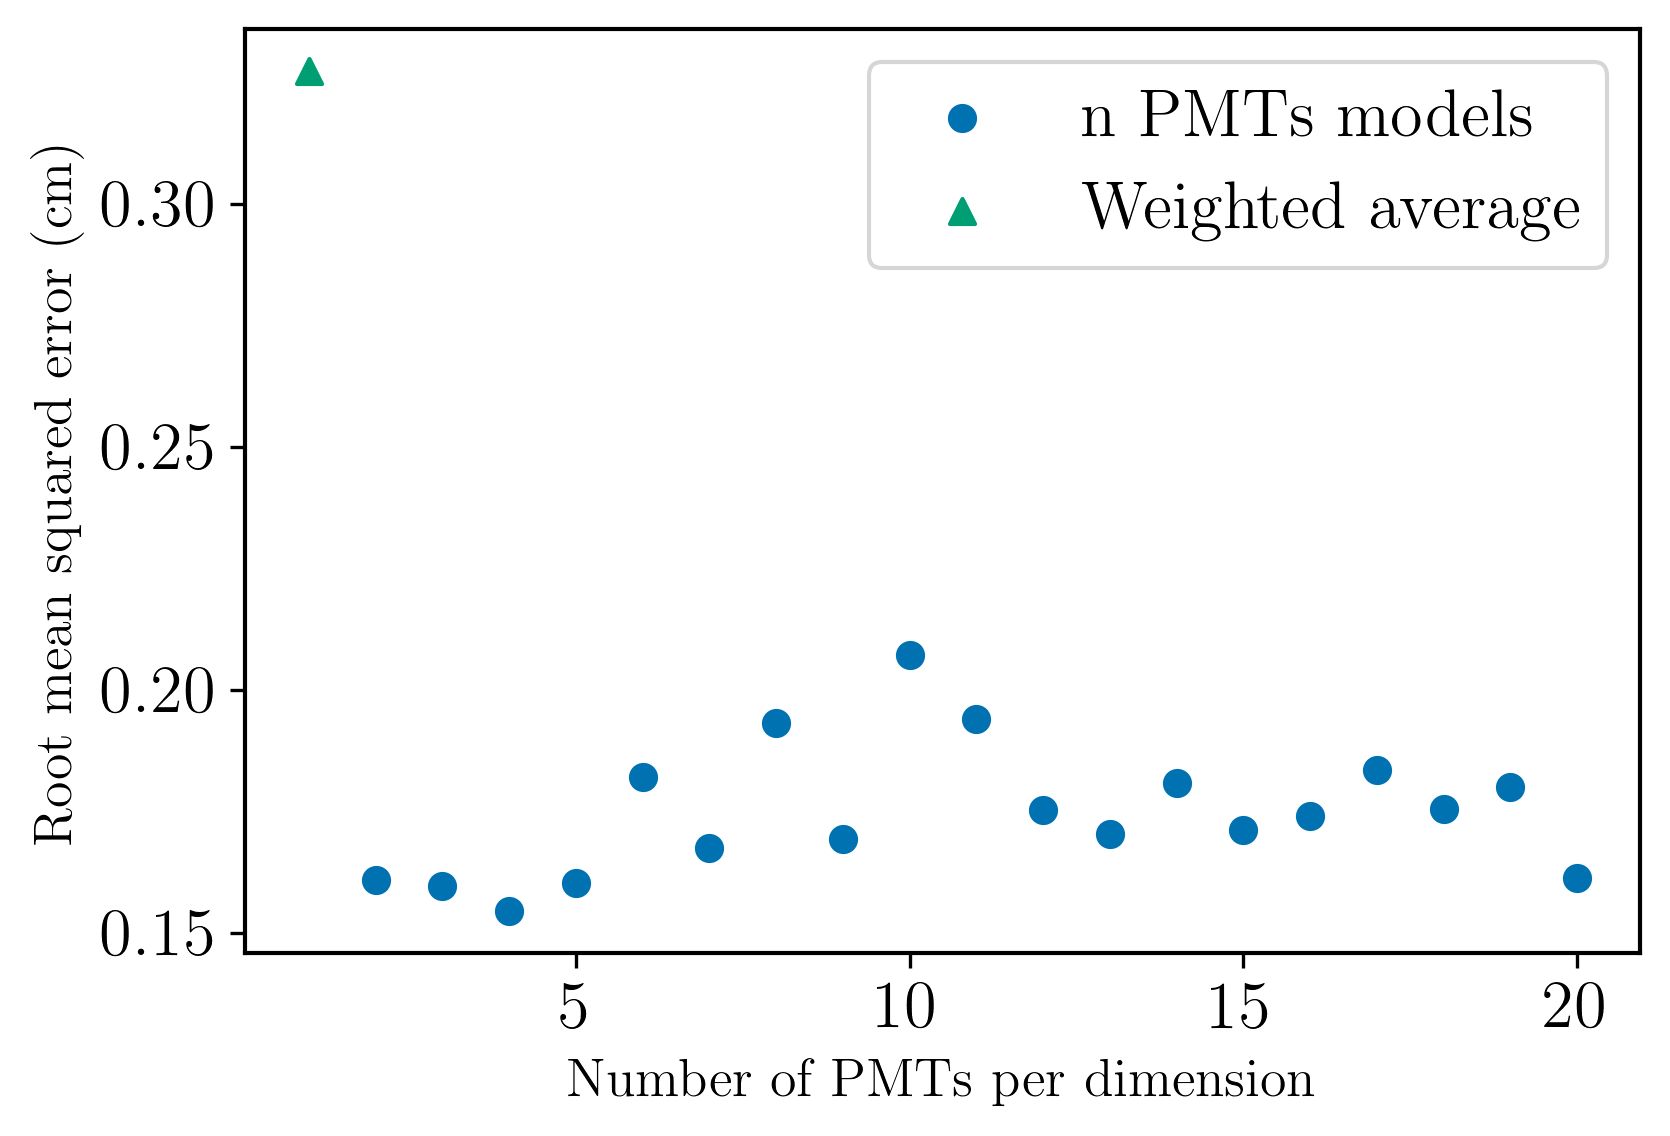 n PMTs models
Weighted average
Root mean squared error (cm)
0.30
0.25
0.20
0.15
5 10 15 20
Number of PMTs per dimension